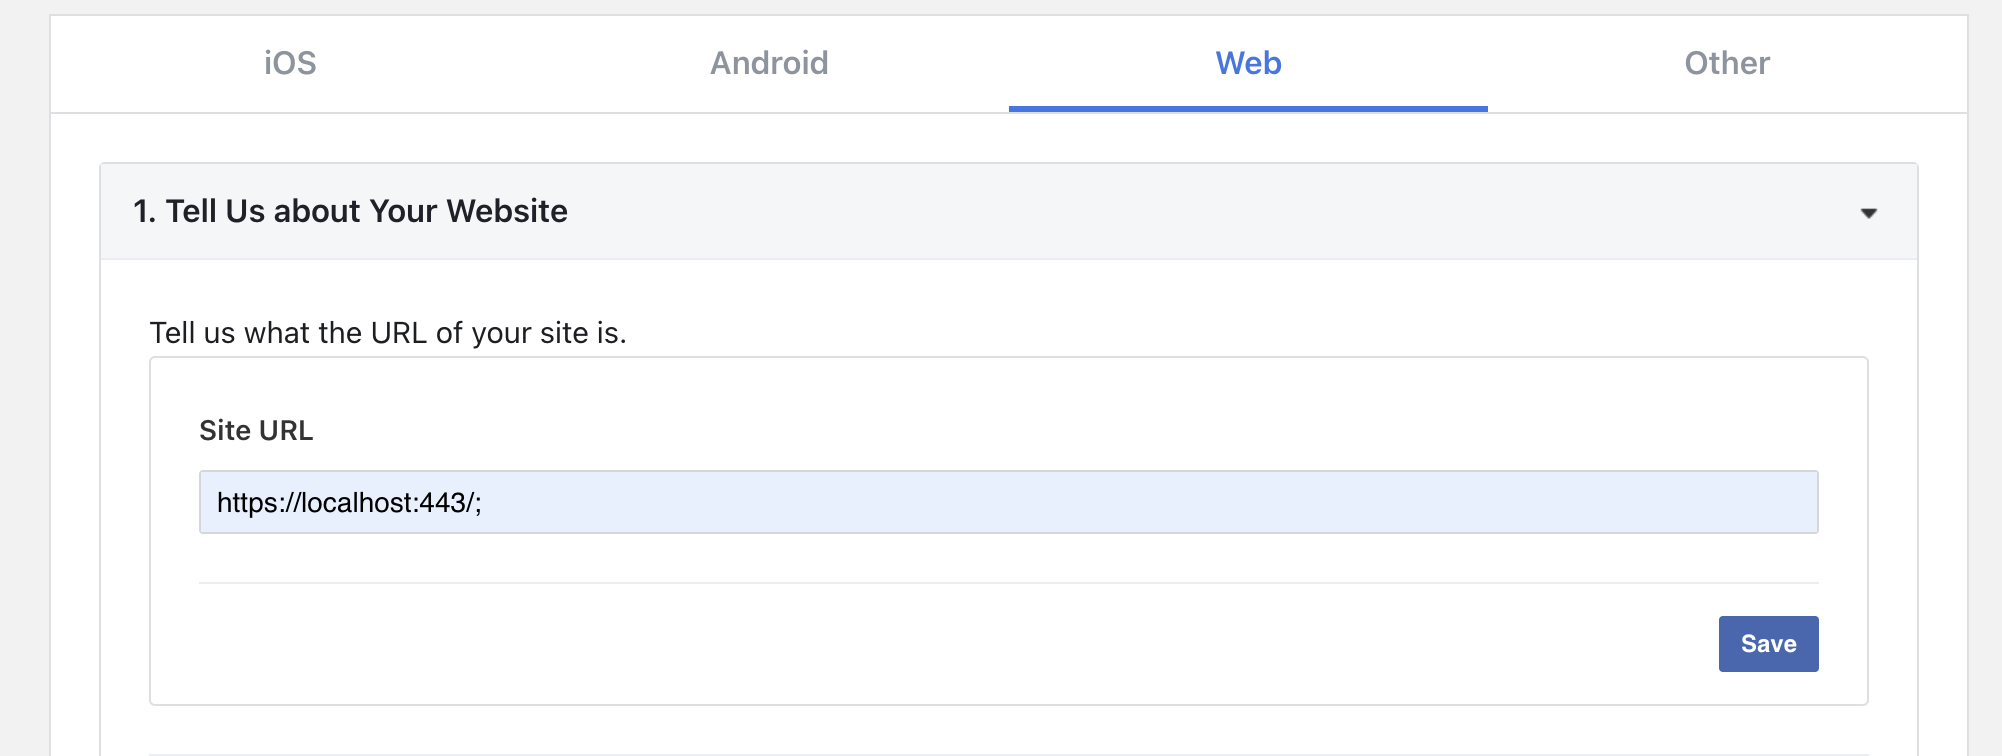 iOS Android Web Other
1. Tell Us about Your Website
Tell us what the URL of your site is.
Site URL
https://localhost:443/;
Save